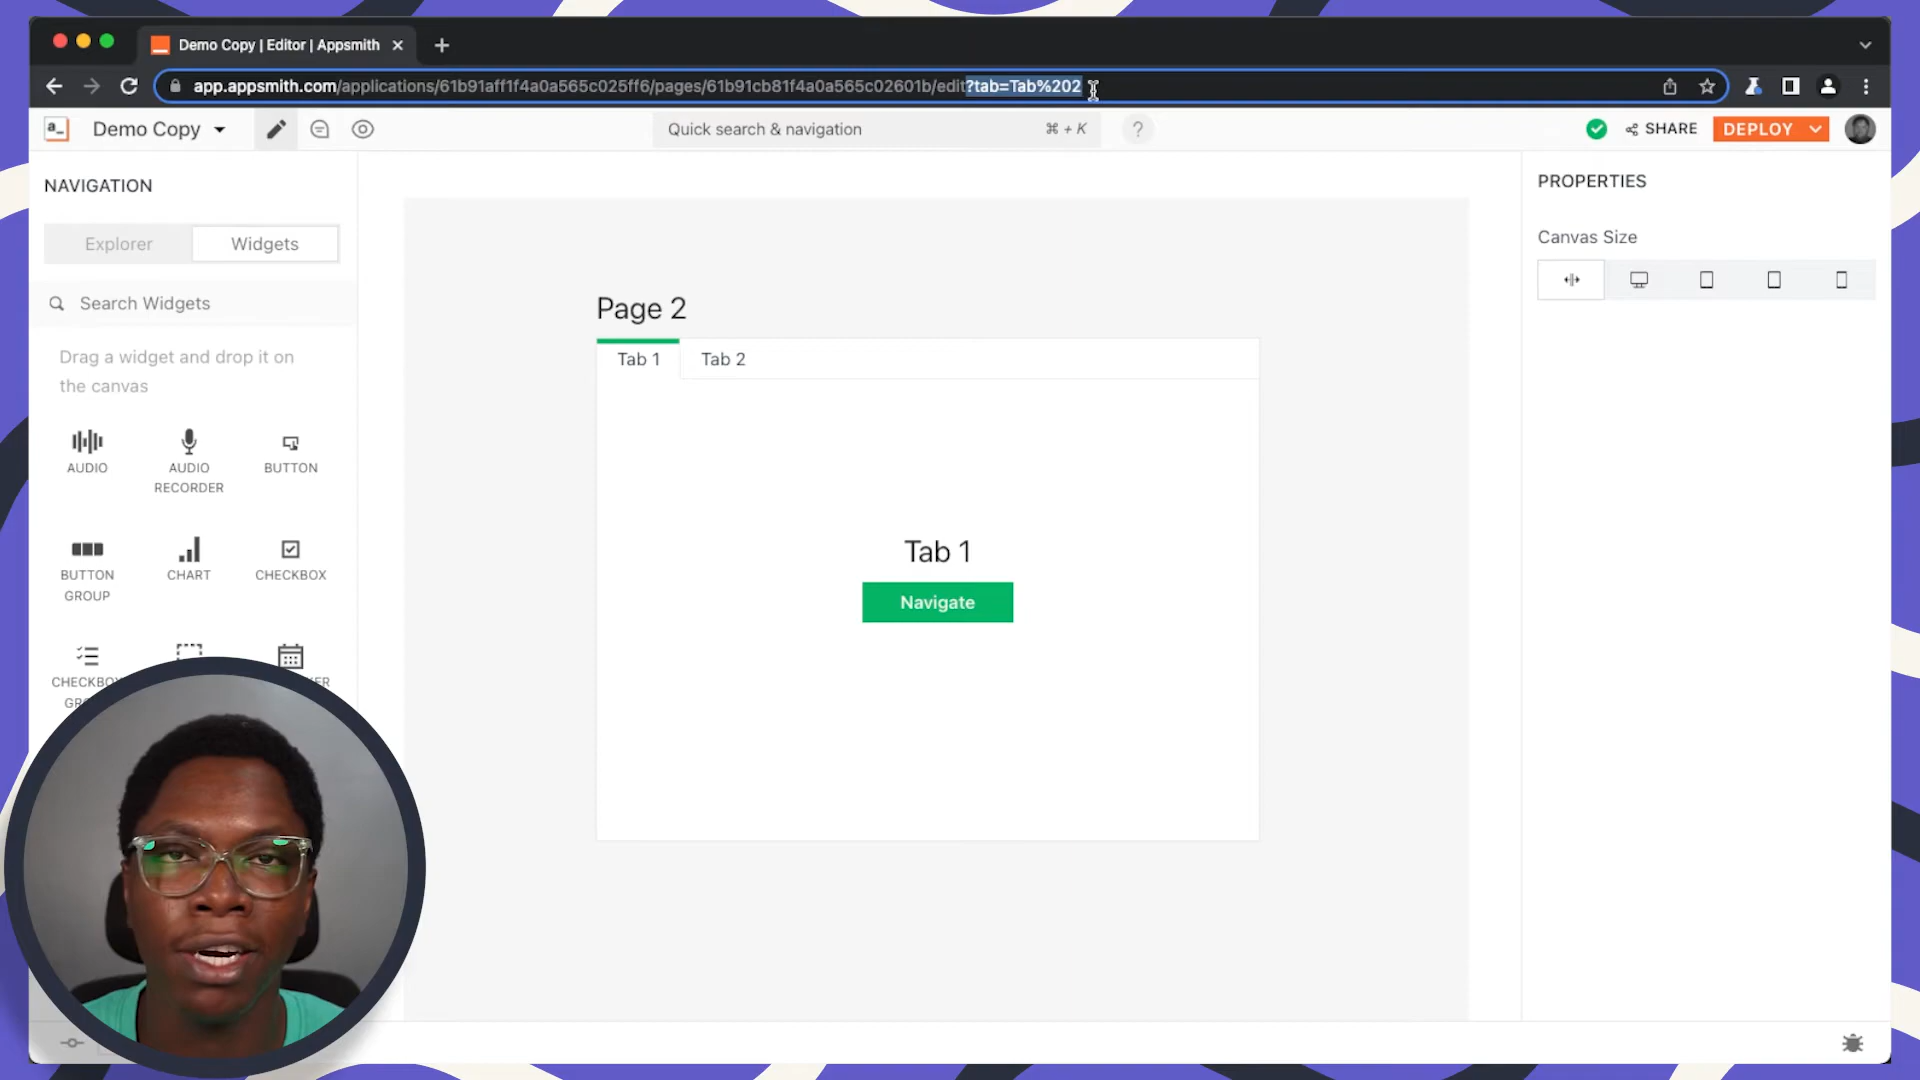 Demo Copy | Editor | Appsmith
app.appsmith.com/applications/61b91aff1f4a0a565c025ff6/pages/61b91cb81f4a0a565c02601b/edit?tab=Tab%202
a_
Demo Copy
Quick search & navigation
⌘ + K
?
SHARE
DEPLOY
NAVIGATION
Explorer
Widgets
Search Widgets
Drag a widget and drop it on
the canvas
AUDIO
AUDIO
RECORDER
BUTTON
BUTTON
GROUP
CHART
CHECKBOX
CHECKBO
Page 2
Tab 1
Tab 2
Tab 1
Navigate
PROPERTIES
Canvas Size